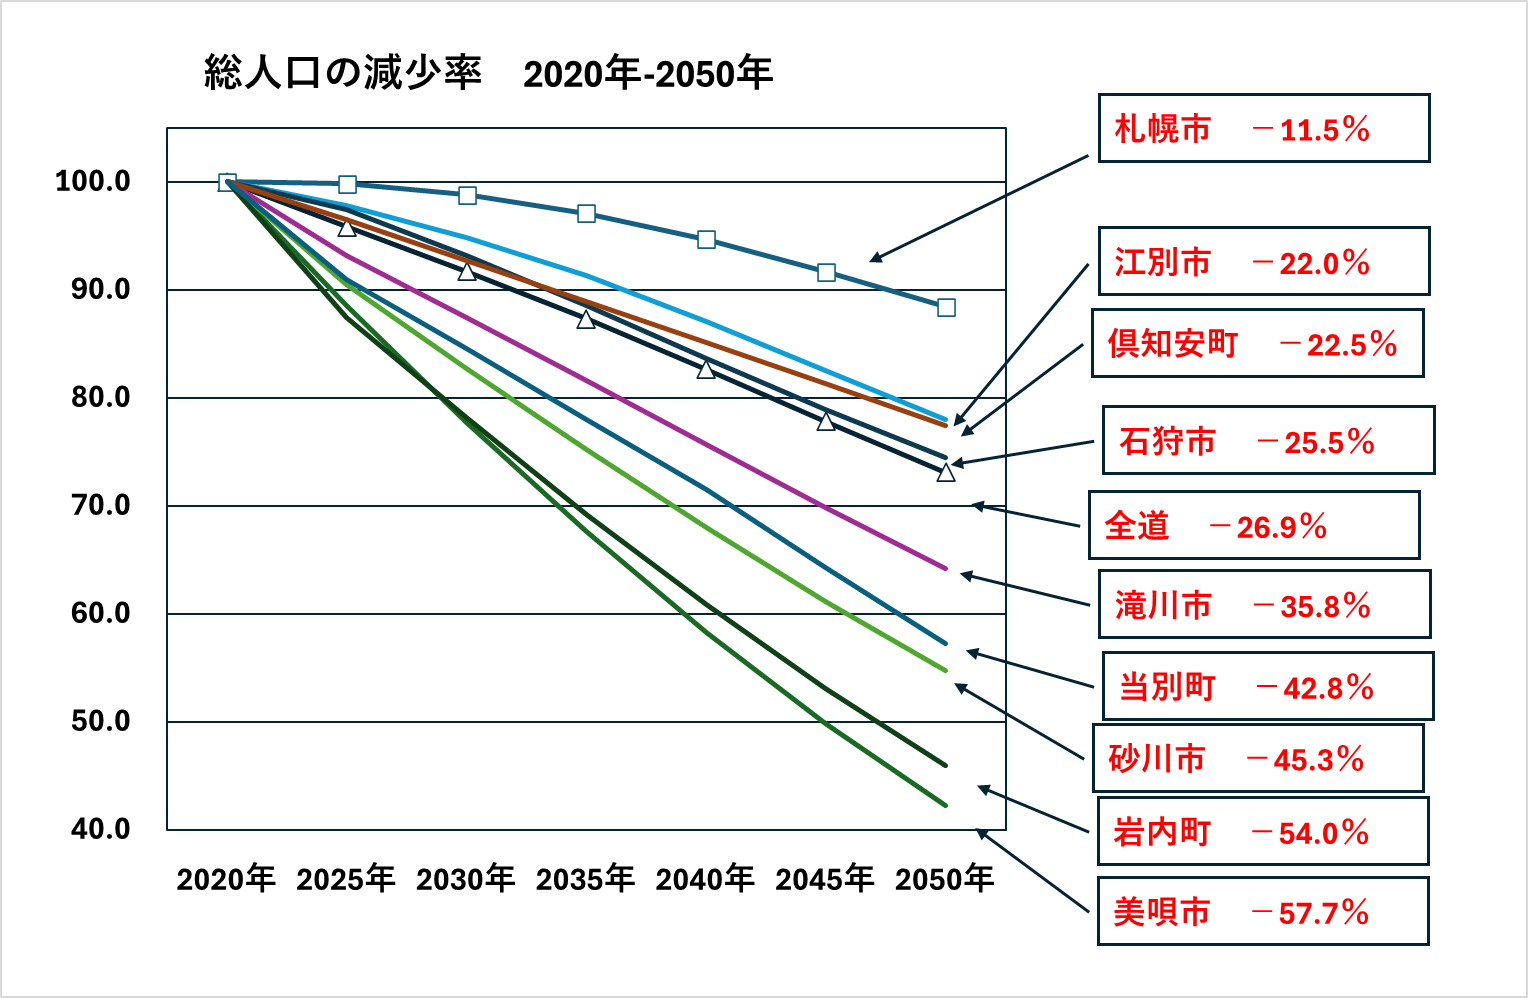 総人口の減少率　2020年-2050年
100.0
90.0
80.0
70.0
60.0
50.0
40.0
2020年 2025年 2030年 2035年 2040年 2045年 2050年
札幌市　－11.5％
江別市　－22.0％
倶知安町　－22.5％
石狩市　－25.5％
全道　－26.9％
滝川市　－35.8％
当別町　－42.8％
砂川市　－45.3％
岩内町　－54.0％
美唄市　－57.7％